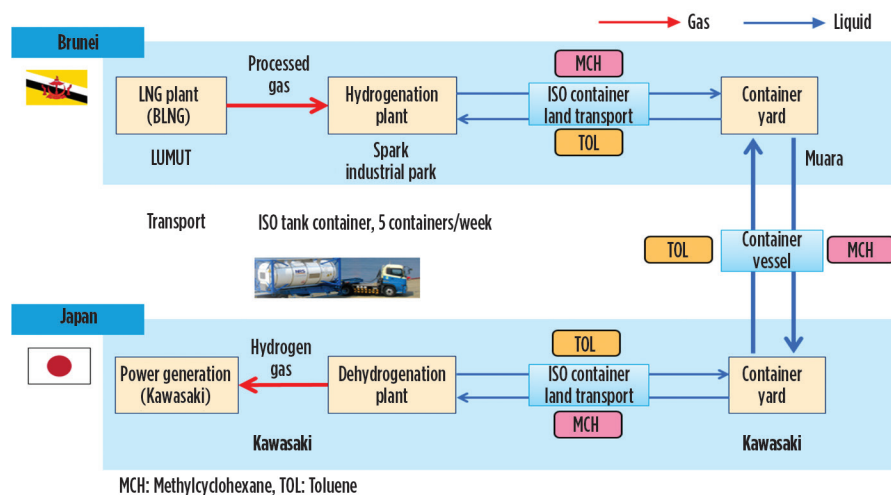 Gas
Liquid
Brunei
Processed
gas
MCH
LNG plant
(BLNG)
Hydrogenation
plant
ISO container
land transport
Container
yard
TOL
LUMUT
Spark
industrial park
Muara
Transport
ISO tank container, 5 containers/week
TOL
Container
vessel
MCH
Japan
Hydrogen
gas
TOL
Power generation
(Kawasaki)
Dehydrogenation
plant
ISO container
land transport
Container
yard
MCH
Kawasaki
Kawasaki
MCH: Methylcyclohexane, TOL: Toluene